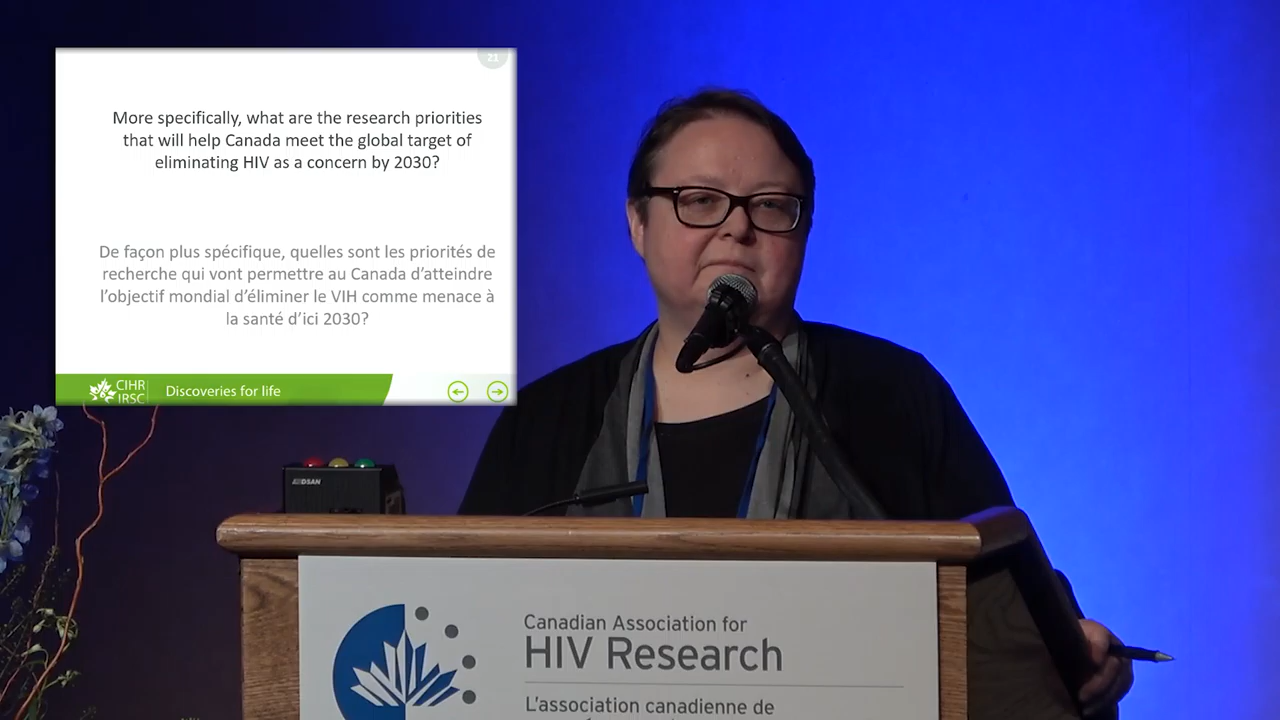 21
More specifically, what are the research priorities
that will help Canada meet the global target of
eliminating HIV as a concern by 2030?
De façon plus spécifique, quelles sont les priorités de
recherche qui vont permettre au Canada d'atteindre
l'objectif mondial d'éliminer le VIH comme menace à
la santé d'ici 2030?
CIHR
IRSC
Discoveries for life
DSAN
Canadian Association for
HIV Research
L'association canadienne de